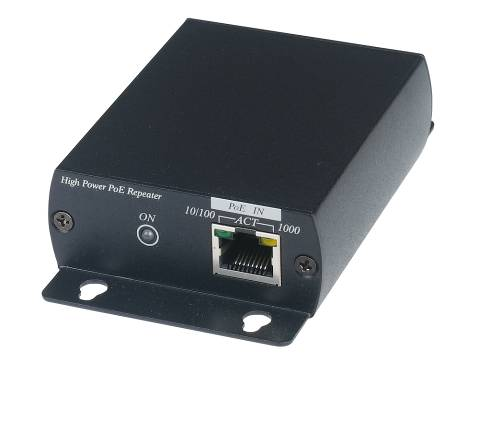 High Power PoE Repeater
ON
PoE IN
10/100 ACT 1000